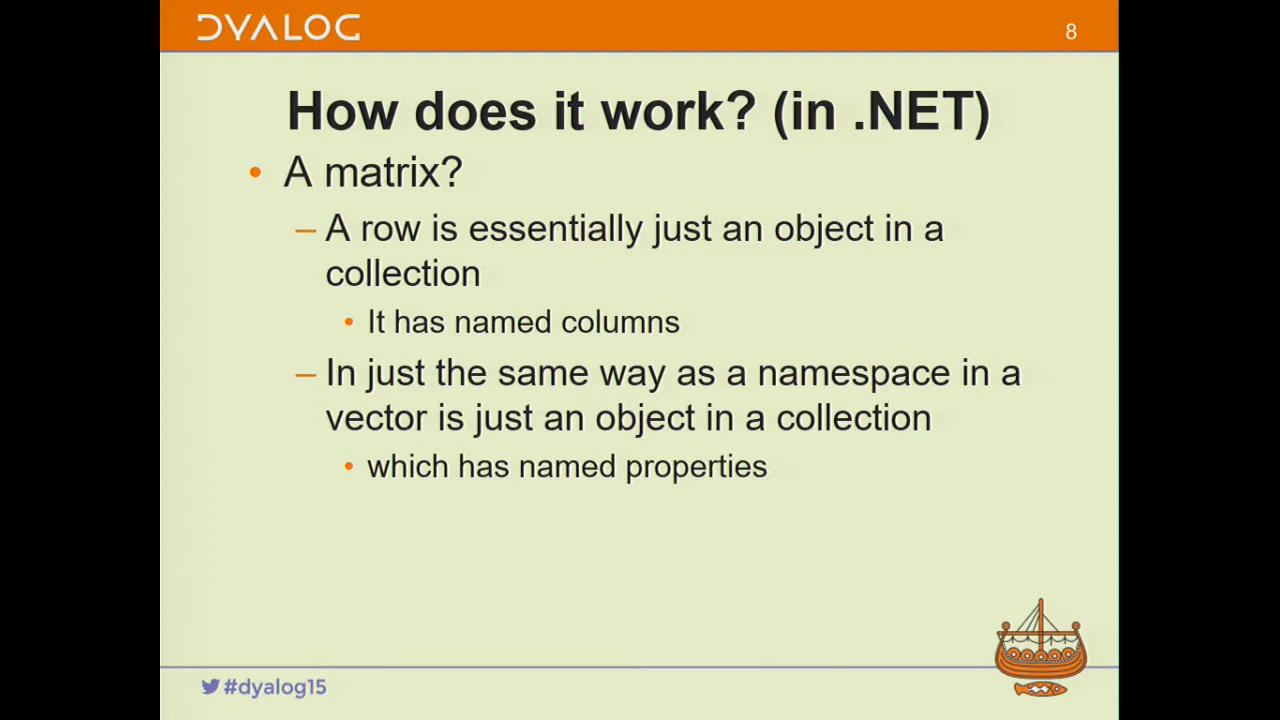 DYALOG
8
How does it work? (in .NET)
• A matrix?
– A row is essentially just an object in a
collection
• It has named columns
– In just the same way as a namespace in a
vector is just an object in a collection
• which has named properties
#dyalog15